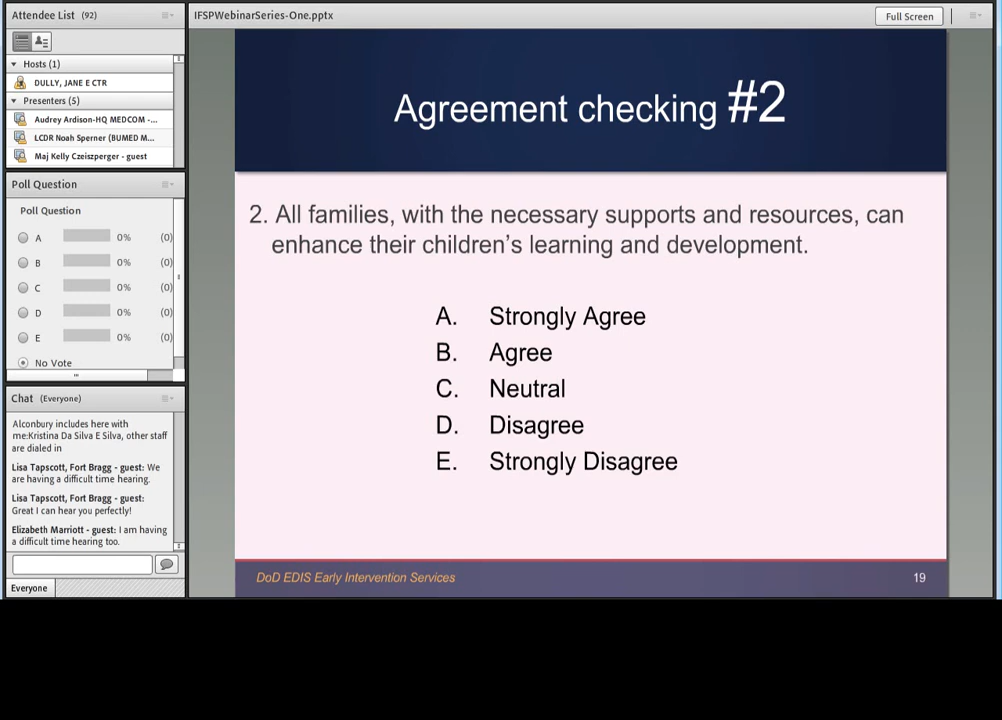 Attendee List (92)
Hosts (1)
DULLY, JANE E CTR
Presenters (5)
Audrey Ardison-HQ MEDCOM -...
LCDR Noah Sperner (BUMED M...
Maj Kelly Czeiszperger - guest
Poll Question
Poll Question
A 0% (0)
B 0% (0)
C 0% (0)
D 0% (0)
E 0% (0)
No Vote
Chat (Everyone)
Alconbury includes here with
me:Kristina Da Silva E Silva, other staff
are dialed in
Lisa Tapscott, Fort Bragg - guest: We
are having a difficult time hearing.
Lisa Tapscott, Fort Bragg - guest:
Great I can hear you perfectly!
Elizabeth Marriott - guest: I am having
a difficult time hearing too.
Everyone
IFSPWebinarSeries-One.pptx
Full Screen
Agreement checking #2
2. All families, with the necessary supports and resources, can
enhance their children's learning and development.
A. Strongly Agree
B. Agree
C. Neutral
D. Disagree
E. Strongly Disagree
DoD EDIS Early Intervention Services
19